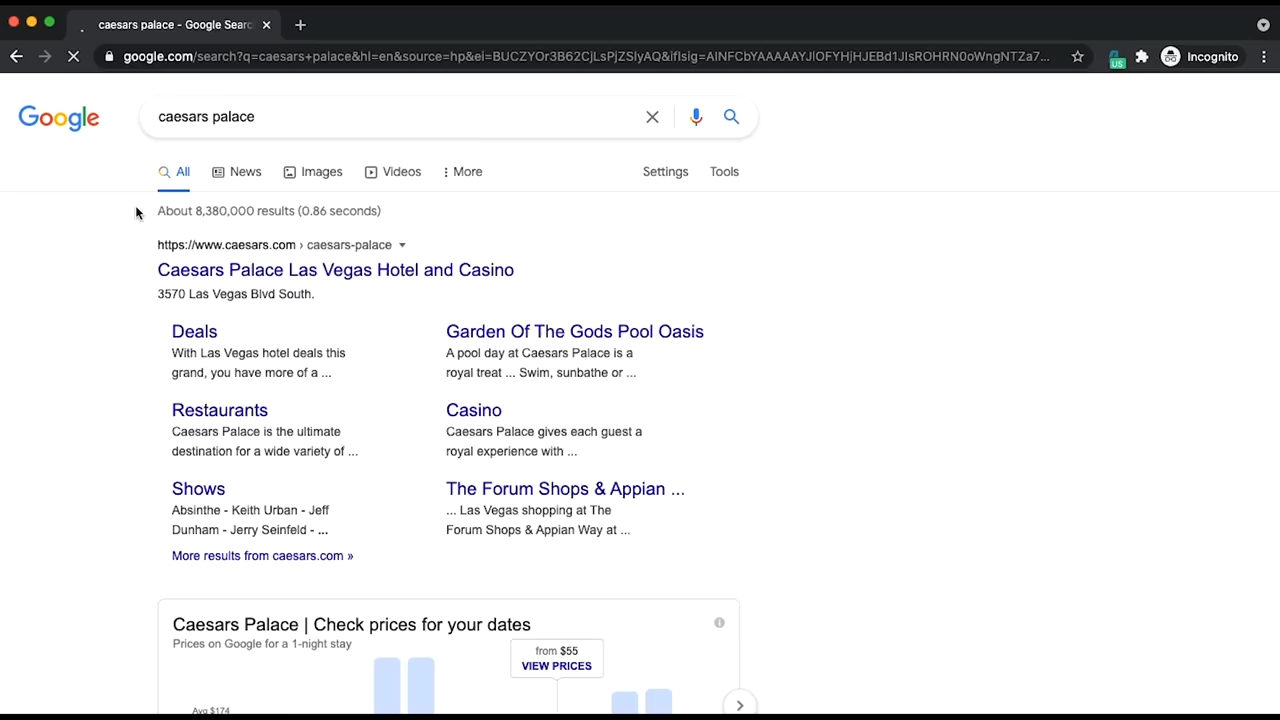 caesars palace - Google Searc
google.com/search?q=caesars+palace&hl=en&source=hp&ei=BUCZYOr3B62CjLsPjZSlyAQ&iflsig=AINFCbYAAAAAYJlOFYHjHJEBd1JIsROHRN0oWngNTZa7...
US
Incognito
Google
caesars palace
All
News
Images
Videos
More
Settings
Tools
About 8,380,000 results (0.86 seconds)
https://www.caesars.com › caesars-palace
Caesars Palace Las Vegas Hotel and Casino
3570 Las Vegas Blvd South.
Deals
With Las Vegas hotel deals this
grand, you have more of a ...
Garden Of The Gods Pool Oasis
A pool day at Caesars Palace is a
royal treat ... Swim, sunbathe or ...
Restaurants
Caesars Palace is the ultimate
destination for a wide variety of ...
Casino
Caesars Palace gives each guest a
royal experience with ...
Shows
Absinthe - Keith Urban - Jeff
Dunham - Jerry Seinfeld - ...
The Forum Shops & Appian ...
... Las Vegas shopping at The
Forum Shops & Appian Way at ...
More results from caesars.com »
Caesars Palace | Check prices for your dates
Prices on Google for a 1-night stay
from $55
VIEW PRICES
Avg $174